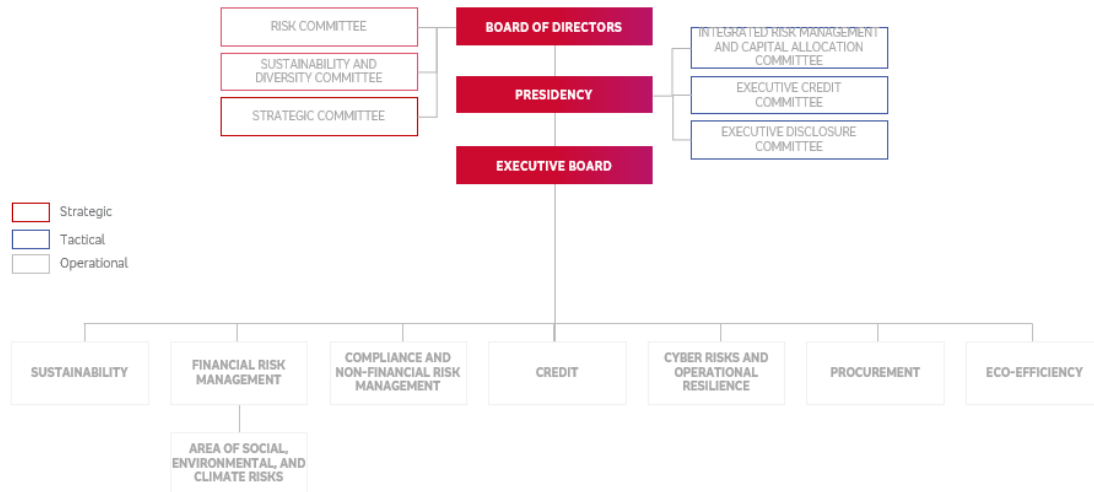 RISK COMMITTEE
BOARD OF DIRECTORS
INTEGRATED RISK MANAGEMENT
AND CAPITAL ALLOCATION
COMMITTEE
SUSTAINABILITY AND
DIVERSITY COMMITTEE
PRESIDENCY
EXECUTIVE CREDIT
COMMITTEE
STRATEGIC COMMITTEE
EXECUTIVE DISCLOSURE
COMMITTEE
EXECUTIVE BOARD
Strategic
Tactical
Operational
SUSTAINABILITY
FINANCIAL RISK
MANAGEMENT
COMPLIANCE AND
NON-FINANCIAL RISK
MANAGEMENT
CREDIT
CYBER RISKS AND
OPERATIONAL
RESILIENCE
PROCUREMENT
ECO-EFFICIENCY
AREA OF SOCIAL,
ENVIRONMENTAL, AND
CLIMATE RISKS